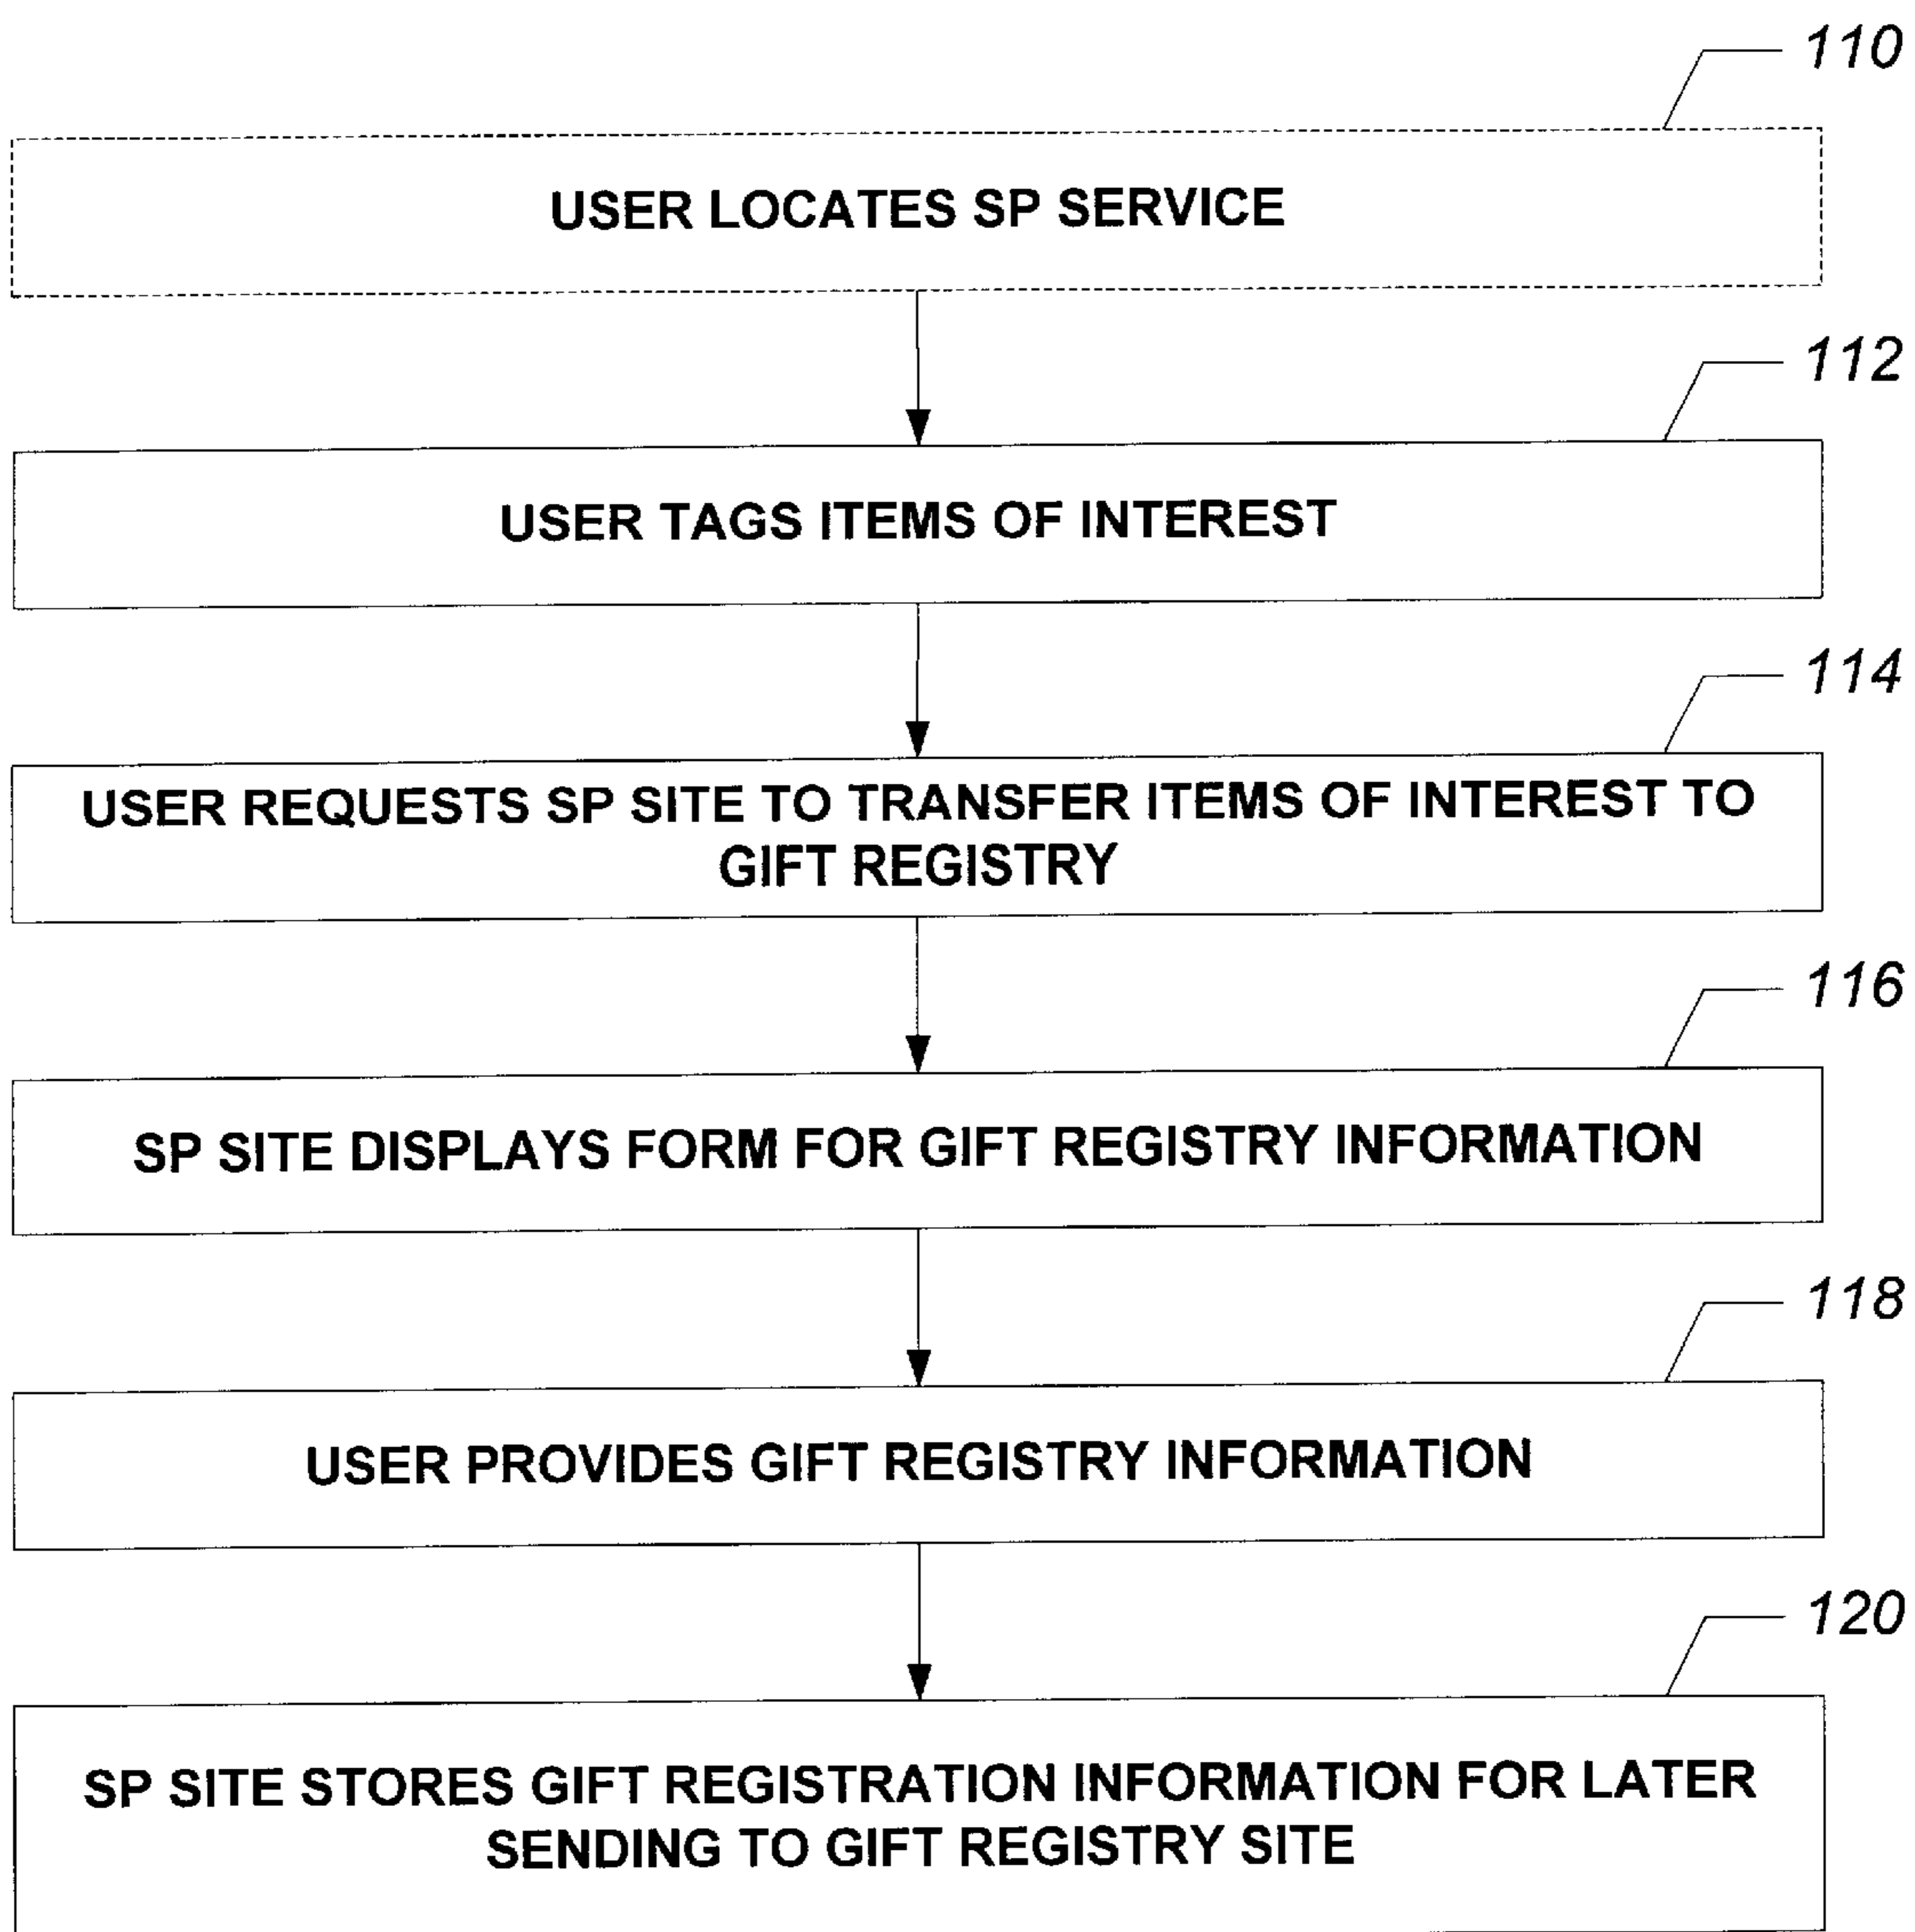 110
USER LOCATES SP SERVICE
112
USER TAGS ITEMS OF INTEREST
114
USER REQUESTS SP SITE TO TRANSFER ITEMS OF INTEREST TO
GIFT REGISTRY
116
SP SITE DISPLAYS FORM FOR GIFT REGISTRY INFORMATION
118
USER PROVIDES GIFT REGISTRY INFORMATION
120
SP SITE STORES GIFT REGISTRATION INFORMATION FOR LATER
SENDING TO GIFT REGISTRY SITE